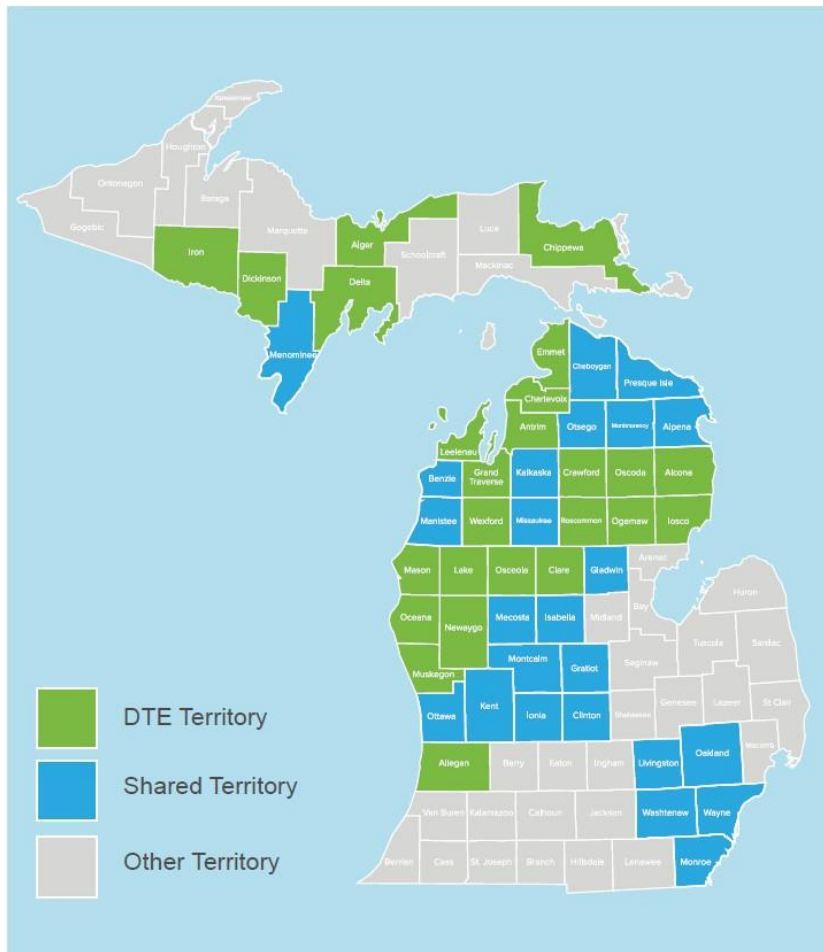 Keweenaw
Houghton
Ontonagon
Baraga
Gogebic
Marquette
Luce
Alger
Chippewa
Iron
Schoolcraft
Mackinac
Dickinson
Delta
Menominee
Emmet
Cheboygan
Presque Isle
Charlevoix
Antrim
Otsego
Montmorency
Alpena
Leelenau
Benzie
Grand
Traverse
Kalkaska
Crawford
Oscoda
Alcona
Manistee
Wexford
Missaukee
Roscommon
Ogemaw
Iosco
Mason
Lake
Osceola
Clare
Gladwin
Arenac
Huron
Oceana
Newaygo
Mecosta
Isabella
Midland
Bay
Tuscola
Sanilac
Muskagon
Montcalm
Gratiot
Saginaw
Ottawa
Kent
Ionia
Clinton
Shiawassee
Genesee
Lapeer
St Clair
Allegan
Barry
Eaton
Ingham
Livingston
Oakland
Macomb
Van Buren
Kalamazoo
Calhoun
Jackson
Washtenaw
Wayne
Berrien
Cass
St. Joseph
Branch
Hillsdale
Lenawee
Monroe
DTE Territory
Shared Territory
Other Territory